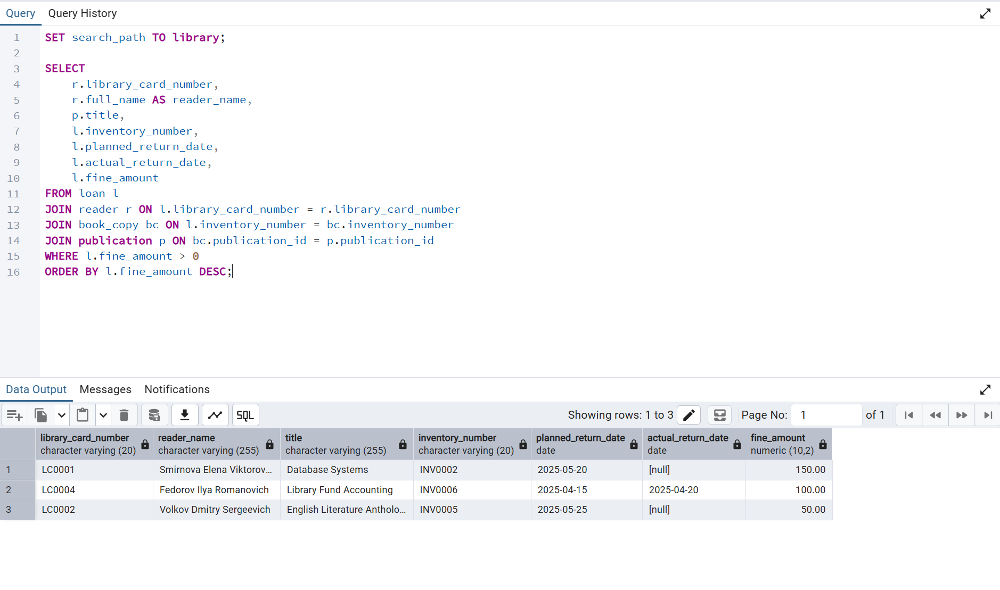 Query Query History
1 SET search_path TO library;
2
3 SELECT
4 r.library_card_number,
5 r.full_name AS reader_name,
6 p.title,
7 l.inventory_number,
8 l.planned_return_date,
9 l.actual_return_date,
10 l.fine_amount
11 FROM loan l
12 JOIN reader r ON l.library_card_number = r.library_card_number
13 JOIN book_copy bc ON l.inventory_number = bc.inventory_number
14 JOIN publication p ON bc.publication_id = p.publication_id
15 WHERE l.fine_amount > 0
16 ORDER BY l.fine_amount DESC;
Data Output Messages Notifications
SQL Showing rows: 1 to 3 Page No: 1 of 1
library_card_number reader_name title inventory_number planned_return_date actual_return_date fine_amount
character varying (20) character varying (255) character varying (255) character varying (20) date date numeric (10,2)
1 LC0001 Smirnova Elena Viktorov... Database Systems INV0002 2025-05-20 [null] 150.00
2 LC0004 Fedorov Ilya Romanovich Library Fund Accounting INV0006 2025-04-15 2025-04-20 100.00
3 LC0002 Volkov Dmitry Sergeevich English Literature Antholo... INV0005 2025-05-25 [null] 50.00